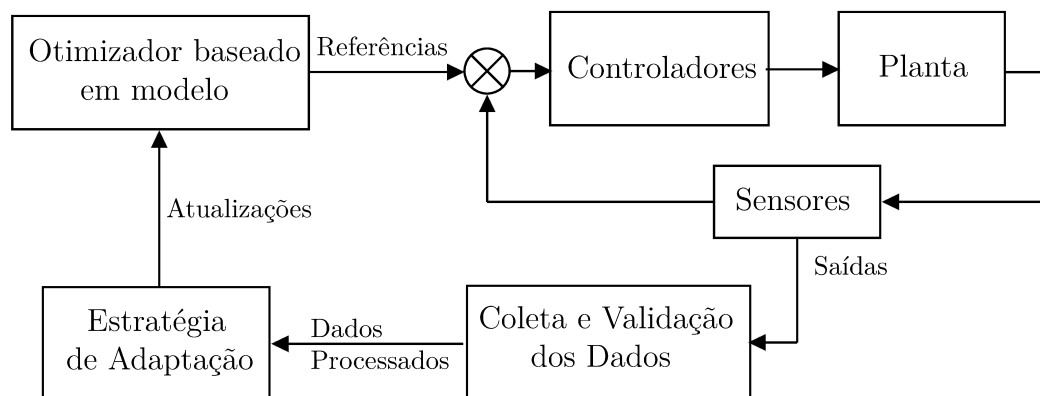 Otimizador baseado
em modelo
Referências
Controladores
Planta
Atualizações
Sensores
Saídas
Estratégia
de Adaptação
Dados
Processados
Coleta e Validação
dos Dados